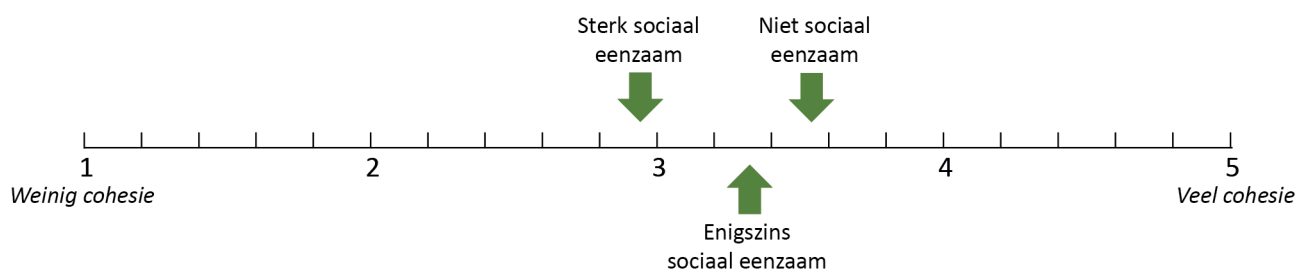 Sterk sociaal
eenzaam
Niet sociaal
eenzaam
1 2 3 4 5
Weinig cohesie
Veel cohesie
Enigszins
sociaal eenzaam